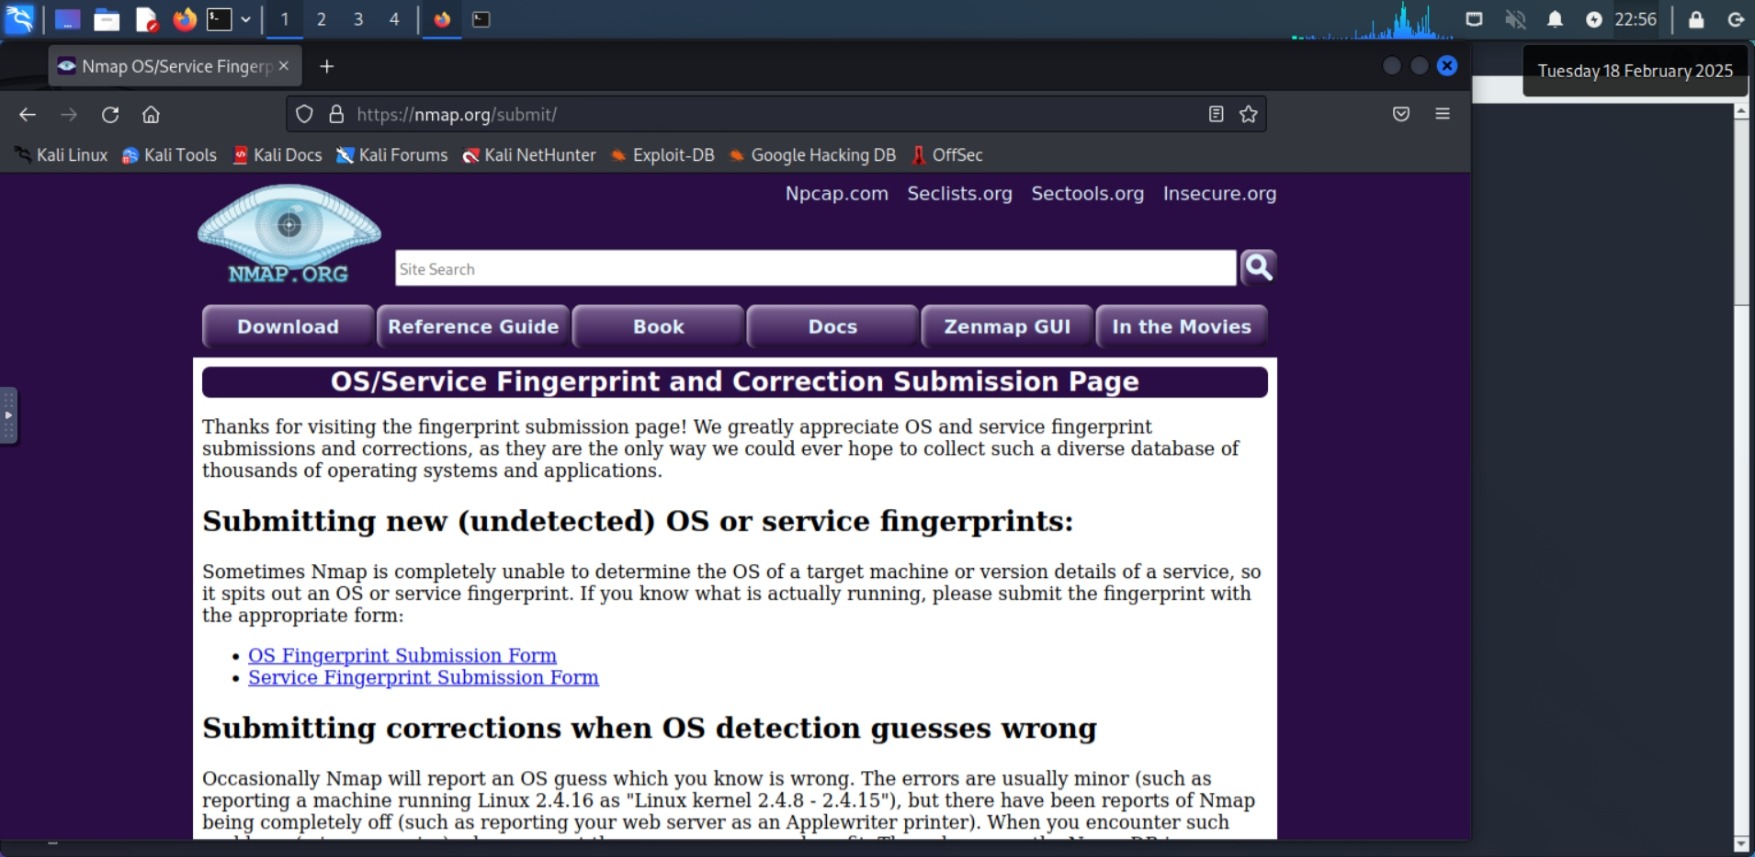 1 2 3 4 22:56
Nmap OS/Service Fingerp
Tuesday 18 February 2025
https://nmap.org/submit/
Kali Linux Kali Tools Kali Docs Kali Forums Kali NetHunter Exploit-DB Google Hacking DB OffSec
Npcap.com Seclists.org Sectools.org Insecure.org
NMAP.ORG
Site Search
Download Reference Guide Book Docs Zenmap GUI In the Movies
OS/Service Fingerprint and Correction Submission Page
Thanks for visiting the fingerprint submission page! We greatly appreciate OS and service fingerprint
submissions and corrections, as they are the only way we could ever hope to collect such a diverse database of
thousands of operating systems and applications.
Submitting new (undetected) OS or service fingerprints:
Sometimes Nmap is completely unable to determine the OS of a target machine or version details of a service, so
it spits out an OS or service fingerprint. If you know what is actually running, please submit the fingerprint with
the appropriate form:
• OS Fingerprint Submission Form
• Service Fingerprint Submission Form
Submitting corrections when OS detection guesses wrong
Occasionally Nmap will report an OS guess which you know is wrong. The errors are usually minor (such as
reporting a machine running Linux 2.4.16 as "Linux kernel 2.4.8 - 2.4.15"), but there have been reports of Nmap
being completely off (such as reporting your web server as an Applewriter printer). When you encounter such